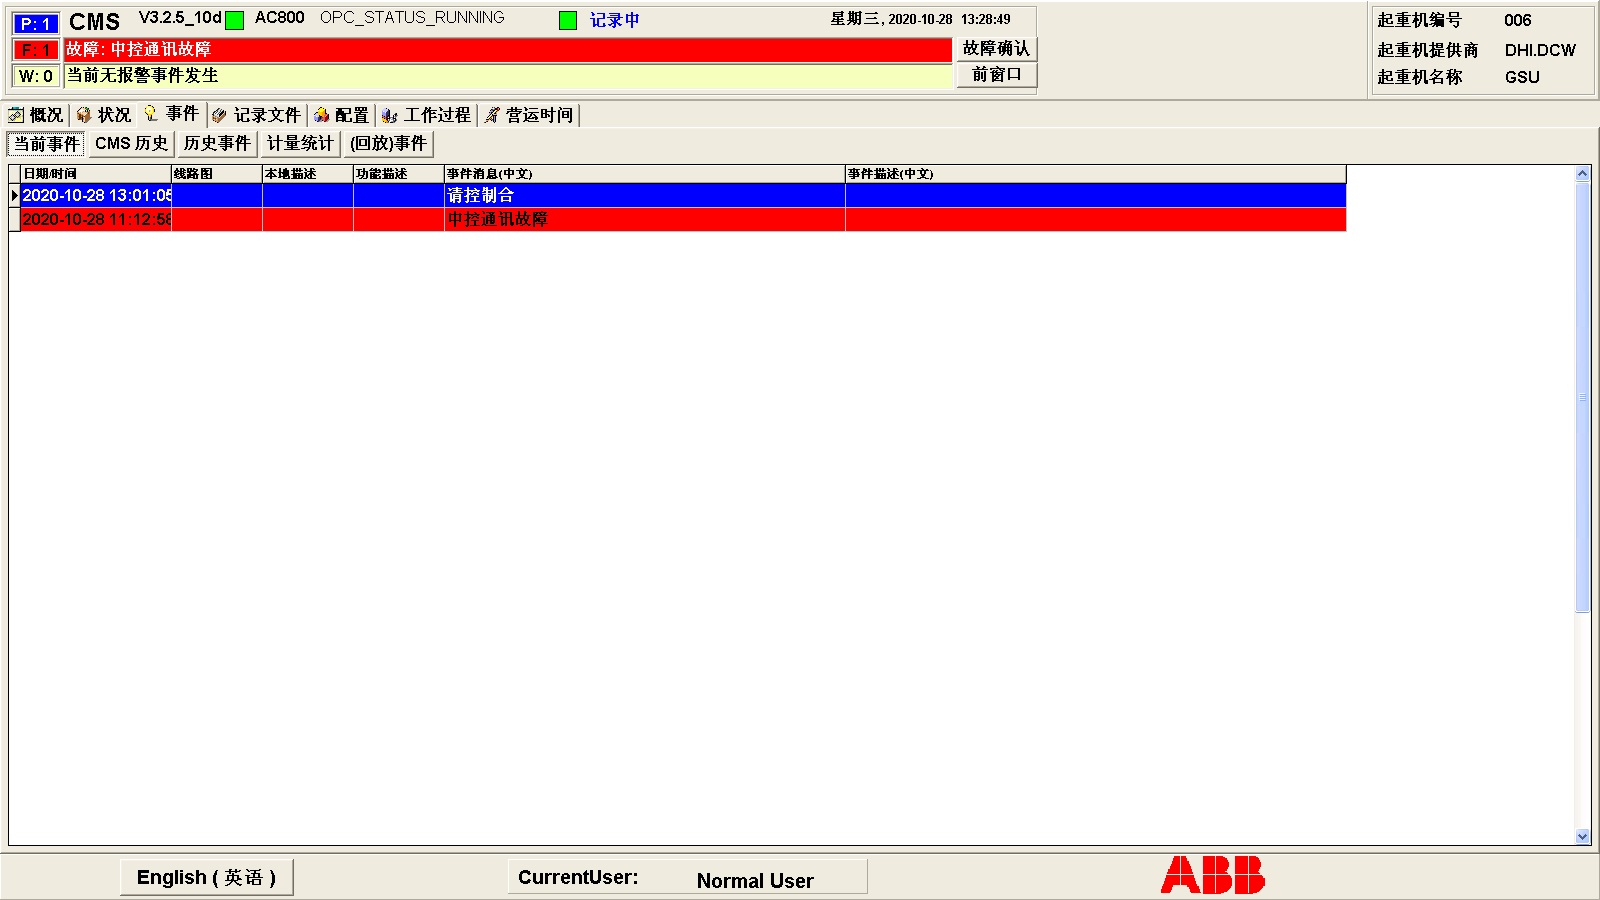 P: 1 CMS V3.2.5_10d AC800 OPC_STATUS_RUNNING 记录中 星期三, 2020-10-28 13:28:49
F: 1 故障: 中控通讯故障 故障确认
W: 0 当前无报警事件发生 前窗口
起重机编号 006
起重机提供商 DHI.DCW
起重机名称 GSU
概况 状况 事件 记录文件 配置 工作过程 营运时间
当前事件 CMS 历史 历史事件 计量统计 (回放)事件
日期/时间 线路图 本地描述 功能描述 事件消息(中文) 事件描述(中文)
2020-10-28 13:01:05 请控制合
2020-10-28 11:12:58 中控通讯故障
English ( 英语 ) CurrentUser: Normal User ABB